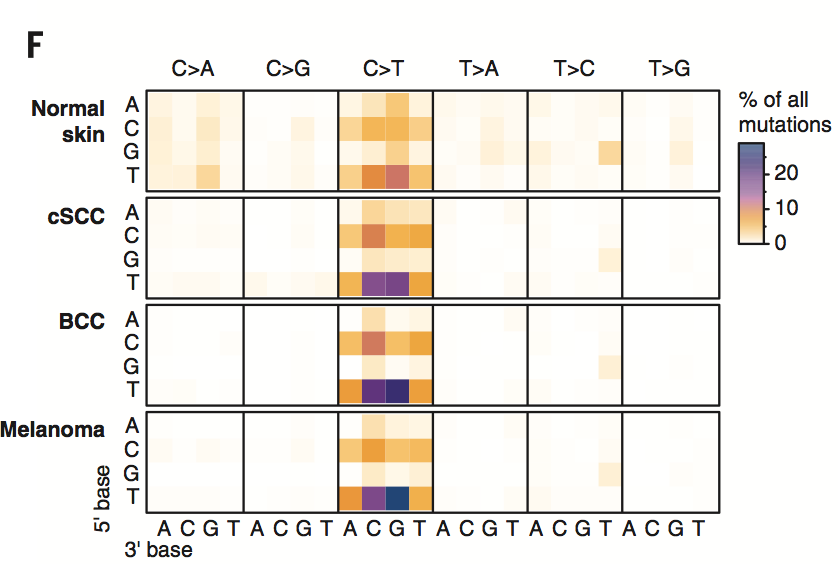 F
C>A C>G C>T T>A T>C T>G
% of all
mutations
20
10
0
Normal
skin
A
C
G
T
cSCC
A
C
G
T
BCC
A
C
G
T
Melanoma
A
C
G
T
5' base
A C G T A C G T A C G T A C G T A C G T A C G T
3' base